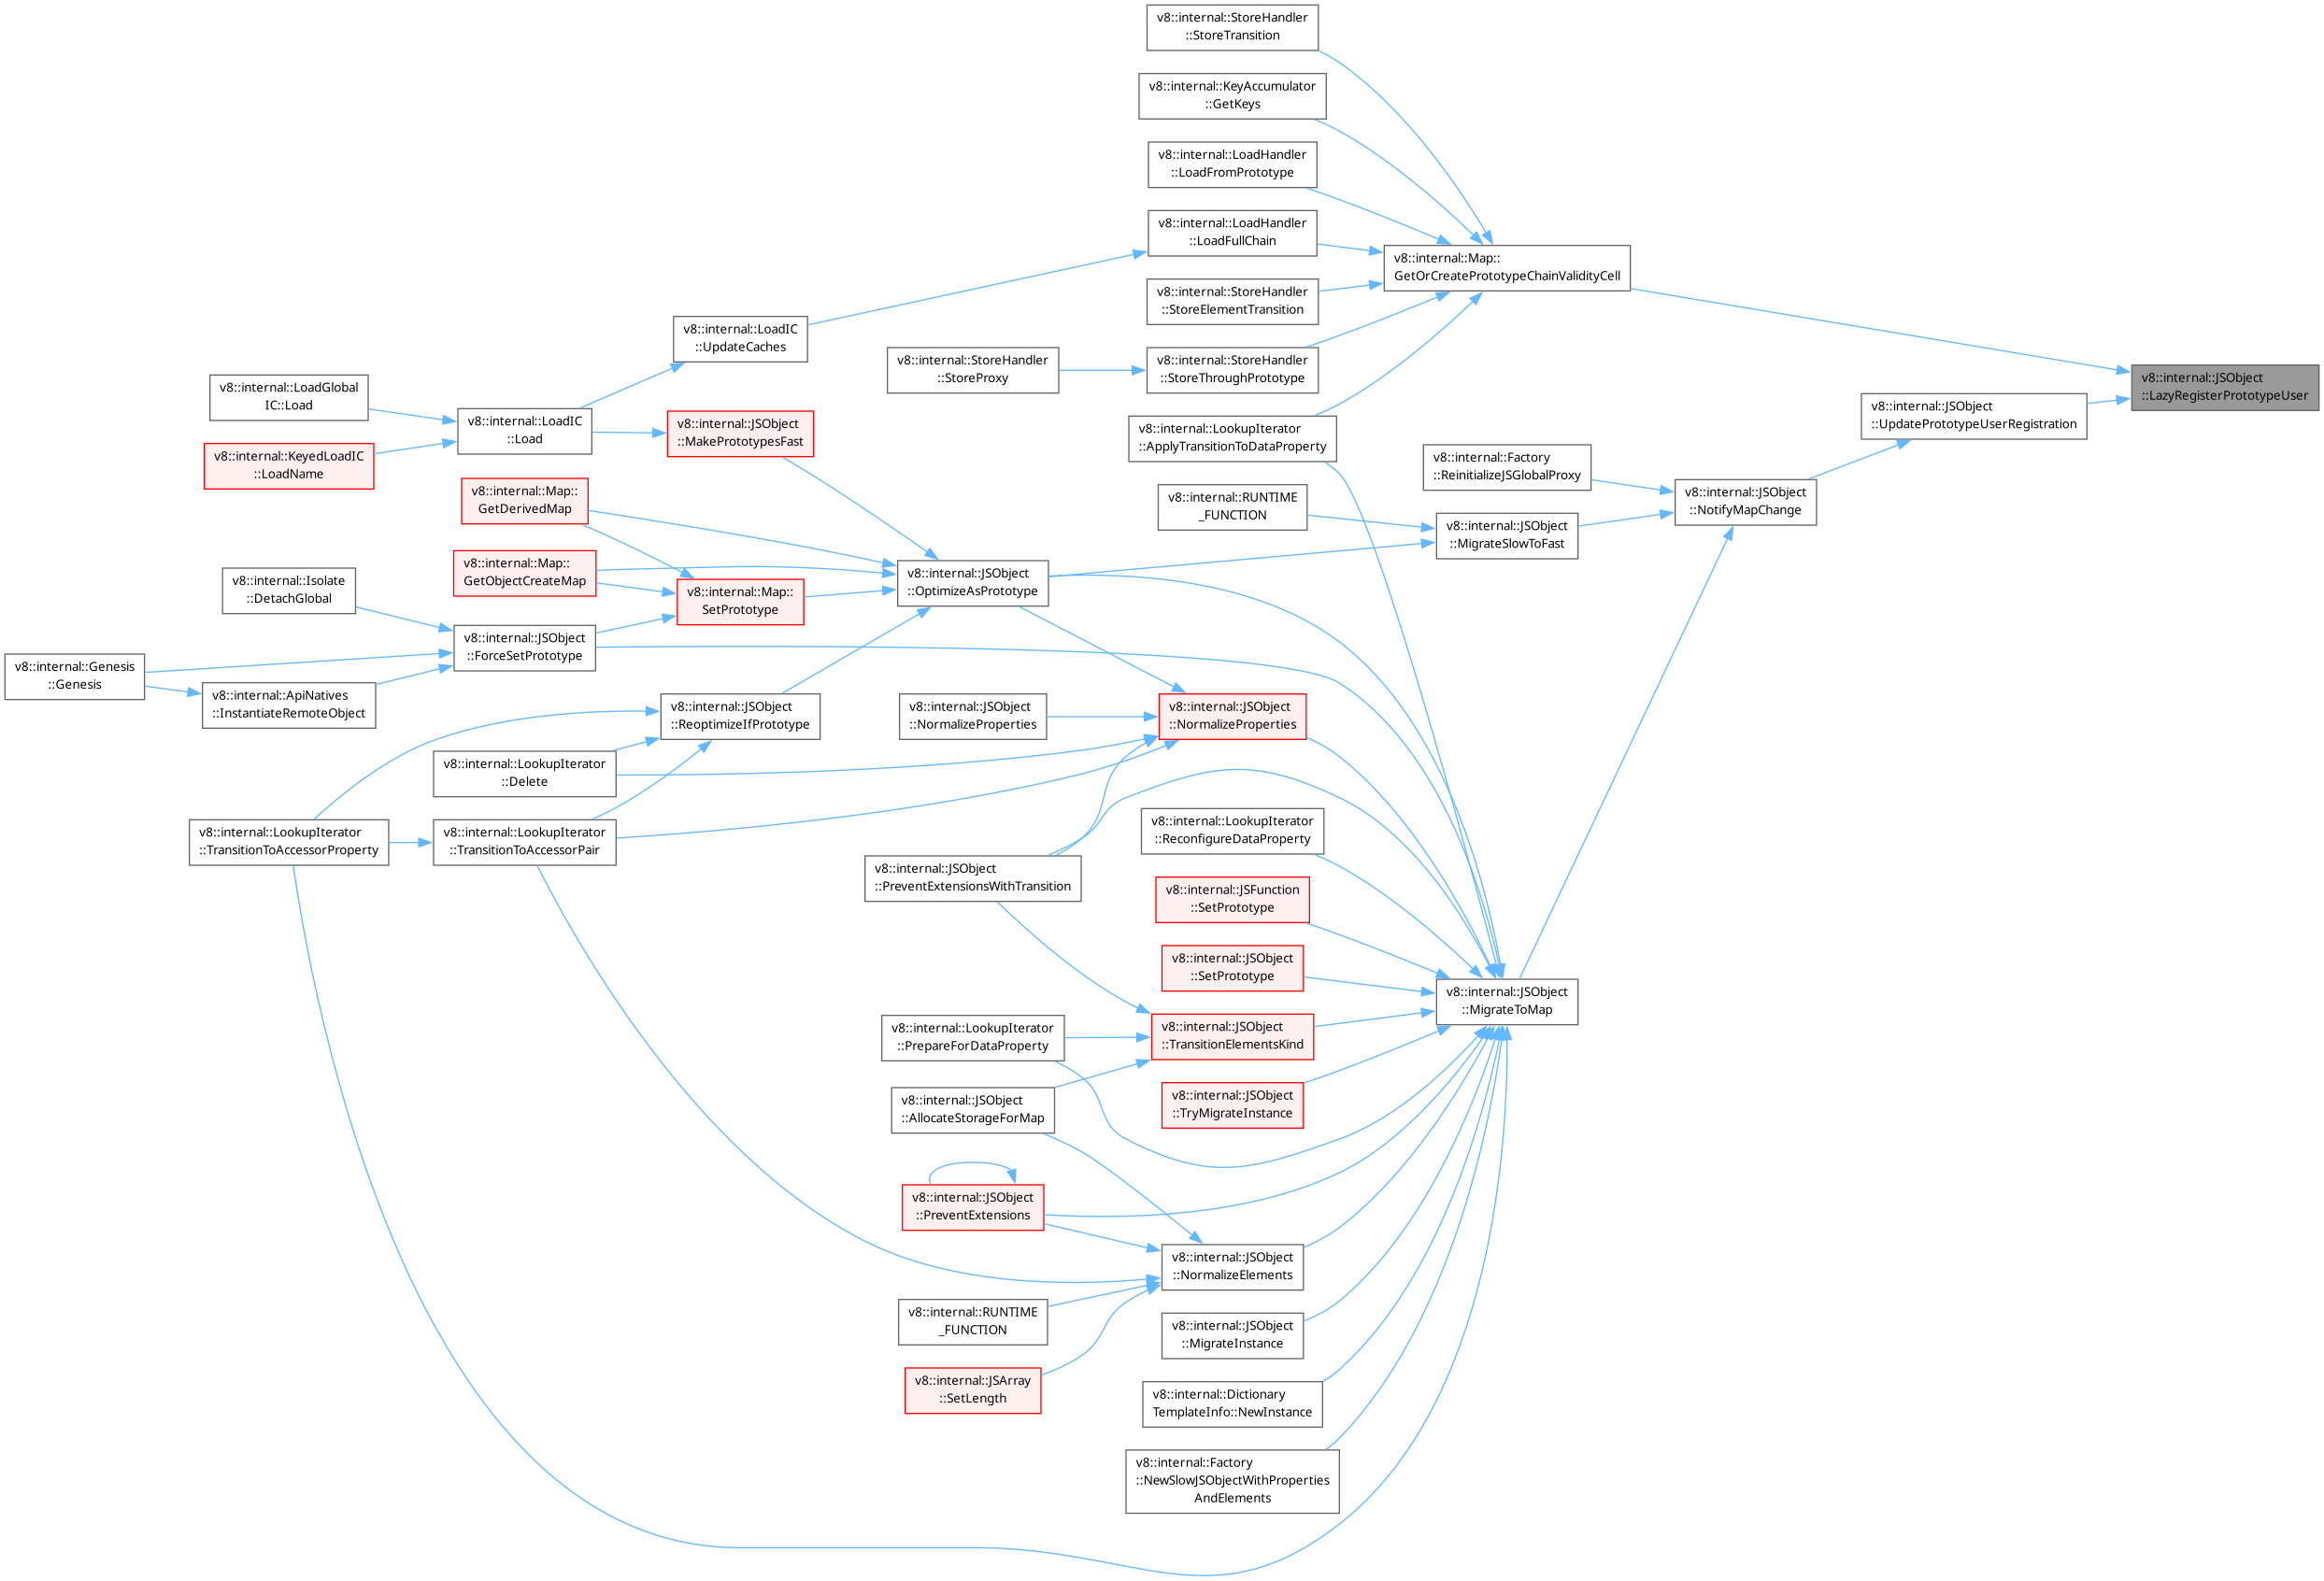 v8::internal::StoreHandler
::StoreTransition
v8::internal::KeyAccumulator
::GetKeys
v8::internal::LoadHandler
::LoadFromPrototype
v8::internal::LoadHandler
::LoadFullChain
v8::internal::Map::
GetOrCreatePrototypeChainValidityCell
v8::internal::StoreHandler
::StoreElementTransition
v8::internal::LoadIC
::UpdateCaches
v8::internal::StoreHandler
::StoreProxy
v8::internal::StoreHandler
::StoreThroughPrototype
v8::internal::JSObject
::LazyRegisterPrototypeUser
v8::internal::LoadGlobal
IC::Load
v8::internal::LoadIC
::Load
v8::internal::JSObject
::MakePrototypesFast
v8::internal::LookupIterator
::ApplyTransitionToDataProperty
v8::internal::JSObject
::UpdatePrototypeUserRegistration
v8::internal::KeyedLoadIC
::LoadName
v8::internal::Factory
::ReinitializeJSGlobalProxy
v8::internal::Map::
GetDerivedMap
v8::internal::RUNTIME
_FUNCTION
v8::internal::JSObject
::NotifyMapChange
v8::internal::JSObject
::MigrateSlowToFast
v8::internal::Map::
GetObjectCreateMap
v8::internal::JSObject
::OptimizeAsPrototype
v8::internal::Isolate
::DetachGlobal
v8::internal::Map::
SetPrototype
v8::internal::JSObject
::ForceSetPrototype
v8::internal::Genesis
::Genesis
v8::internal::ApiNatives
::InstantiateRemoteObject
v8::internal::JSObject
::ReoptimizeIfPrototype
v8::internal::JSObject
::NormalizeProperties
v8::internal::JSObject
::NormalizeProperties
v8::internal::LookupIterator
::Delete
v8::internal::LookupIterator
::TransitionToAccessorProperty
v8::internal::LookupIterator
::TransitionToAccessorPair
v8::internal::LookupIterator
::ReconfigureDataProperty
v8::internal::JSObject
::PreventExtensionsWithTransition
v8::internal::JSFunction
::SetPrototype
v8::internal::JSObject
::SetPrototype
v8::internal::JSObject
::MigrateToMap
v8::internal::LookupIterator
::PrepareForDataProperty
v8::internal::JSObject
::TransitionElementsKind
v8::internal::JSObject
::AllocateStorageForMap
v8::internal::JSObject
::TryMigrateInstance
v8::internal::JSObject
::PreventExtensions
v8::internal::JSObject
::NormalizeElements
v8::internal::RUNTIME
_FUNCTION
v8::internal::JSObject
::MigrateInstance
v8::internal::JSArray
::SetLength
v8::internal::Dictionary
TemplateInfo::NewInstance
v8::internal::Factory
::NewSlowJSObjectWithProperties
AndElements